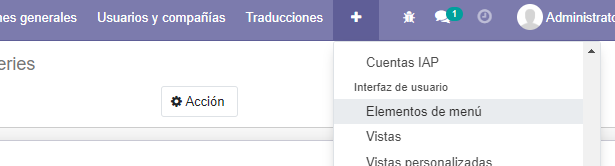 nes generales Usuarios y compañías Traducciones + 1 Administrato
eries
Cuentas IAP
Interfaz de usuario
Acción
Elementos de menú
Vistas
Vistas personalizadas